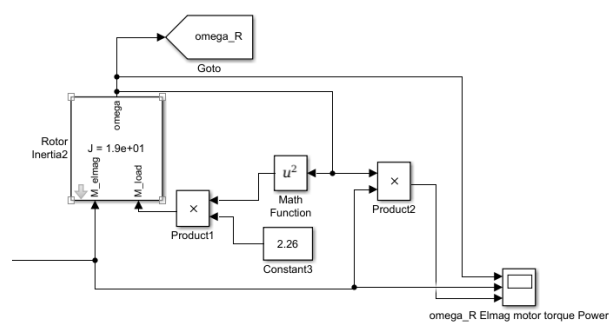 omega_R
Goto
omega
Rotor
Inertia2
J = 1.9e+01
M_elmag
M_load
u²
Math
Function
×
Product1
×
Product2
2.26
Constant3
omega_R Elmag motor torque Power